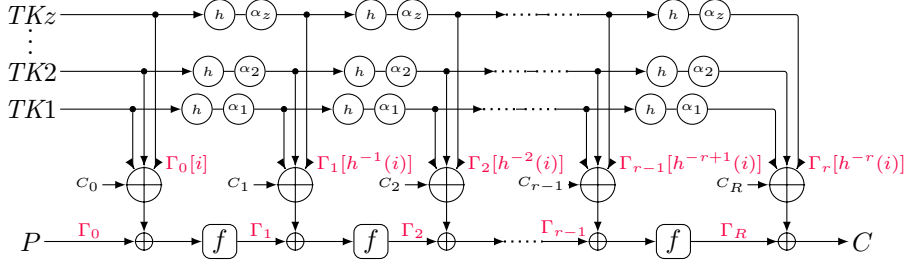 TKz h α_z h α_z h α_z
TK2 h α_2 h α_2 h α_2
TK1 h α_1 h α_1 h α_1
Γ_0[i] Γ_1[h^{-1}(i)] Γ_2[h^{-2}(i)] Γ_{r-1}[h^{-r+1}(i)] Γ_r[h^{-r}(i)]
C_0 C_1 C_2 C_{r-1} C_R
P Γ_0 f Γ_1 f Γ_2 Γ_{r-1} f Γ_R C